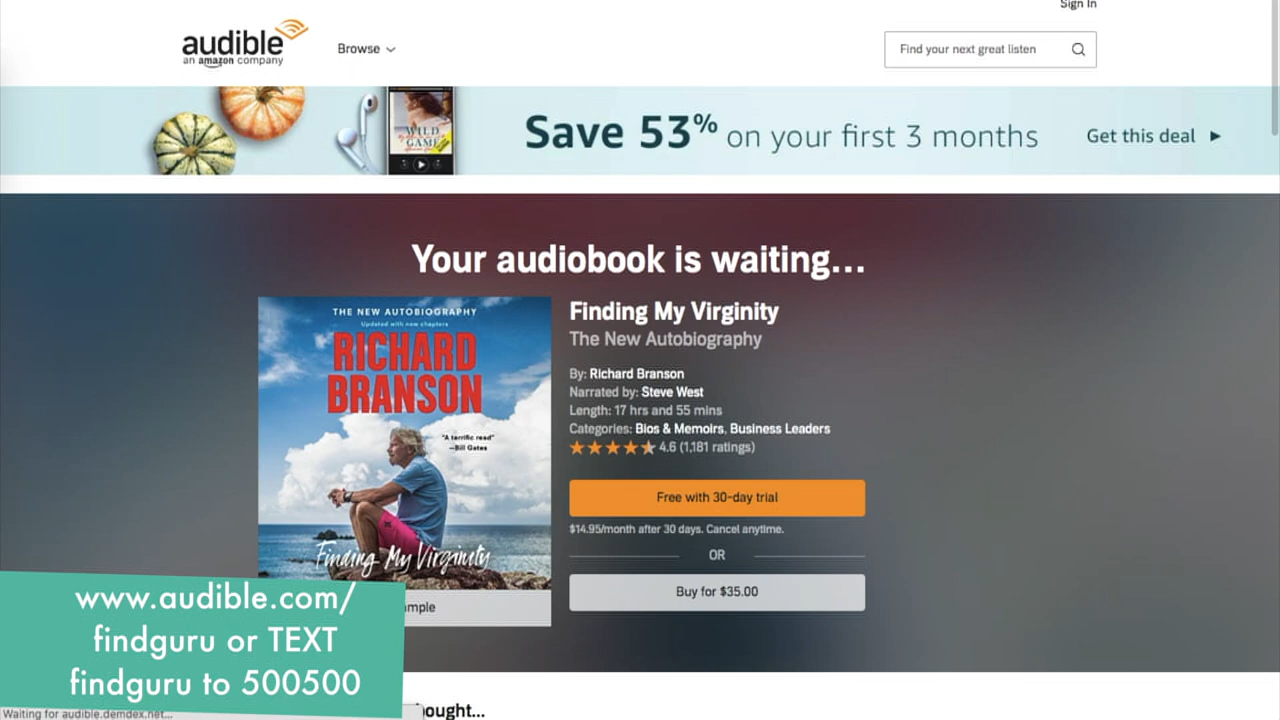 Sign In
audible
an amazon company
Browse
Find your next great listen
WILD
GAME
Save 53% on your first 3 months
Get this deal
Your audiobook is waiting...
THE NEW AUTOBIOGRAPHY
Updated with new chapters
RICHARD
BRANSON
"A terrific read"
—Bill Gates
Finding My Virginity
Finding My Virginity
The New Autobiography
By: Richard Branson
Narrated by: Steve West
Length: 17 hrs and 55 mins
Categories: Bios & Memoirs, Business Leaders
4.6 (1,181 ratings)
Free with 30-day trial
$14.95/month after 30 days. Cancel anytime.
OR
Buy for $35.00
www.audible.com/
findguru or TEXT
findguru to 500500
Waiting for audible.demdex.net...